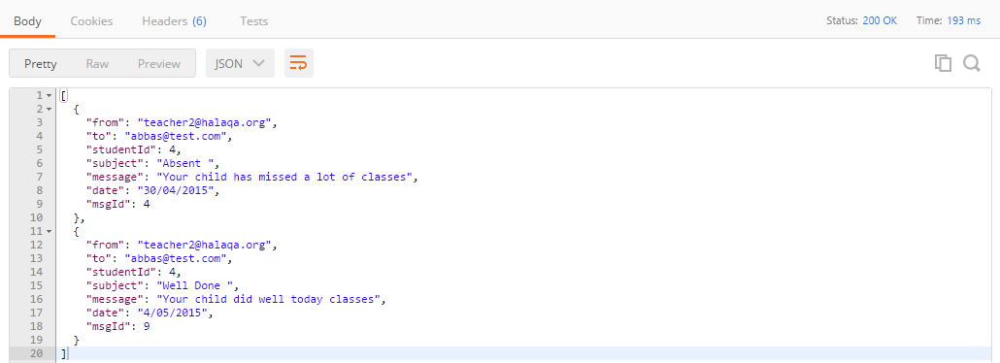 Body Cookies Headers (6) Tests Status: 200 OK Time: 193 ms
Pretty Raw Preview JSON
1 [
2 {
3 "from": "teacher2@halaqa.org",
4 "to": "abbas@test.com",
5 "studentId": 4,
6 "subject": "Absent ",
7 "message": "Your child has missed a lot of classes",
8 "date": "30/04/2015",
9 "msgId": 4
10 },
11 {
12 "from": "teacher2@halaqa.org",
13 "to": "abbas@test.com",
14 "studentId": 4,
15 "subject": "Well Done ",
16 "message": "Your child did well today classes",
17 "date": "4/05/2015",
18 "msgId": 9
19 }
20 ]